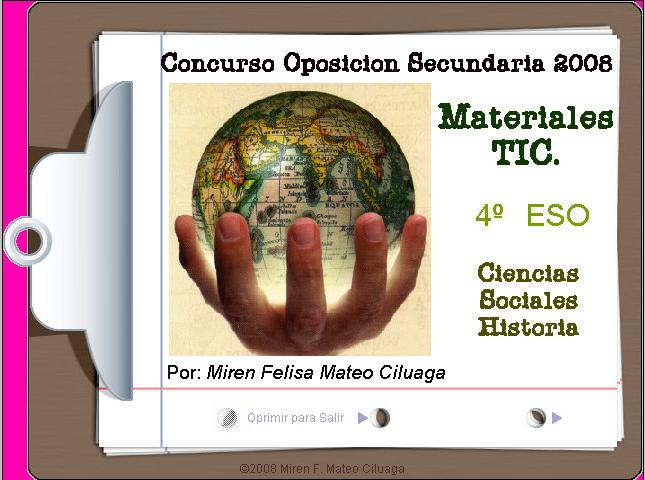 Concurso Oposicion Secundaria 2008
Materiales
TIC.
4º ESO
Ciencias
Sociales
Historia
Por: Miren Felisa Mateo Ciluaga
Oprimir para Salir
©2008 Miren F. Mateo Ciluaga